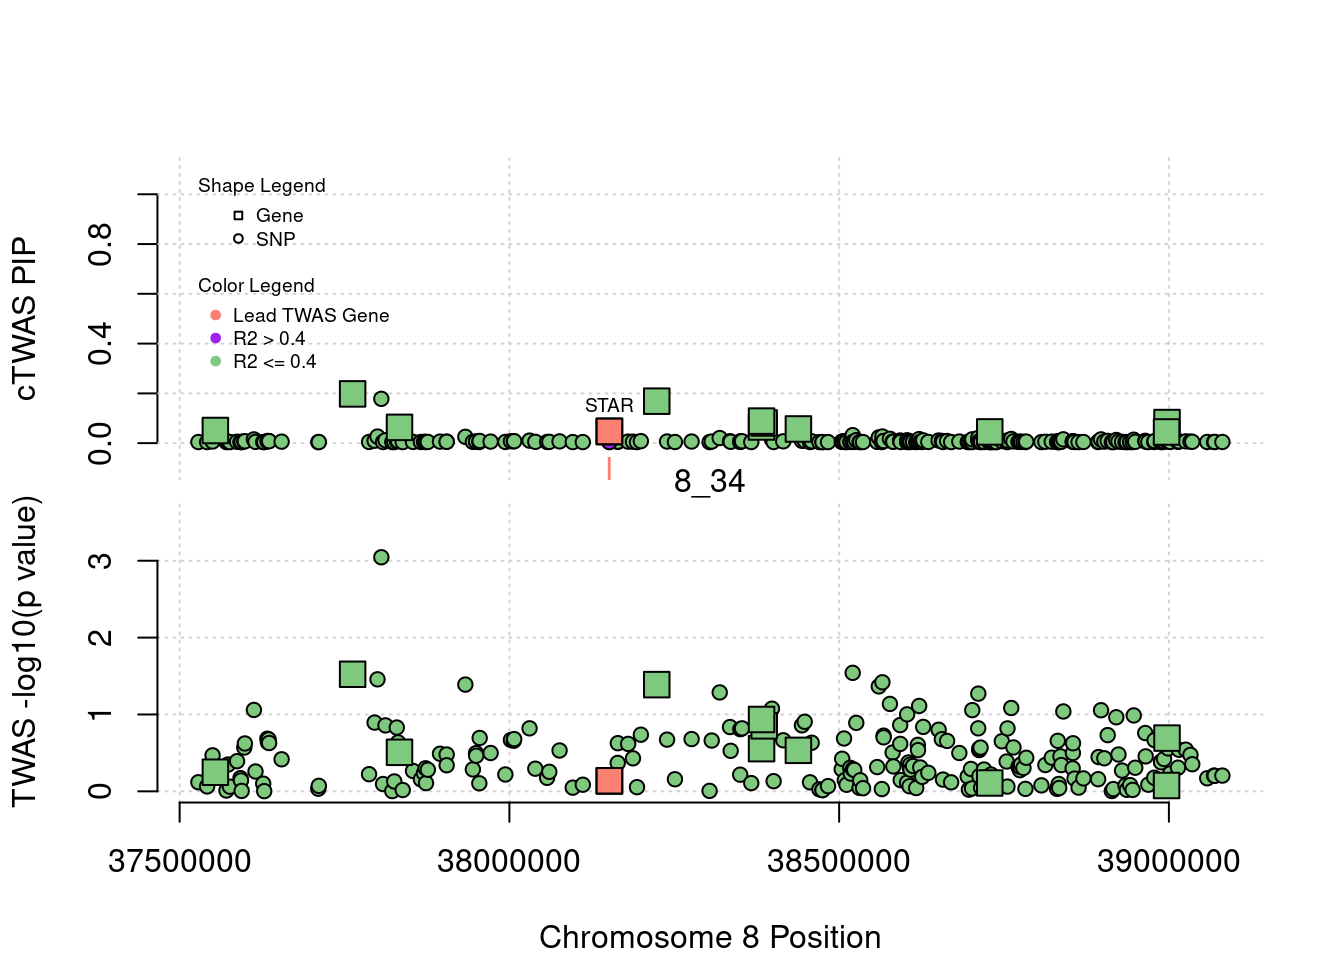 Shape Legend
Gene
SNP
Color Legend
Lead TWAS Gene
R2 > 0.4
R2 <= 0.4
cTWAS PIP
0.8
0.4
0.0
STAR
8_34
TWAS -log10(p value)
3
2
1
0
37500000 38000000 38500000 39000000
Chromosome 8 Position